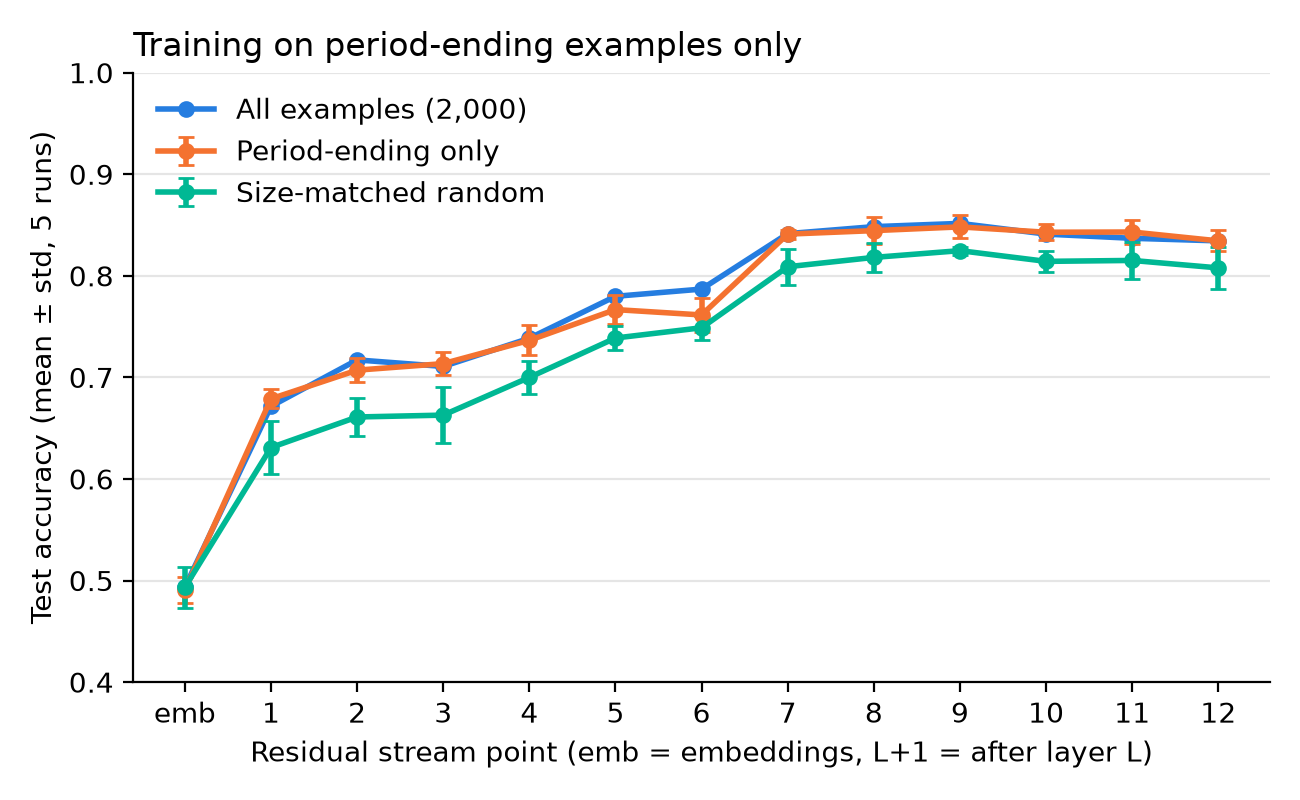 Training on period-ending examples only
All examples (2,000)
Period-ending only
Size-matched random
Test accuracy (mean ± std, 5 runs)
1.0
0.9
0.8
0.7
0.6
0.5
0.4
emb 1 2 3 4 5 6 7 8 9 10 11 12
Residual stream point (emb = embeddings, L+1 = after layer L)